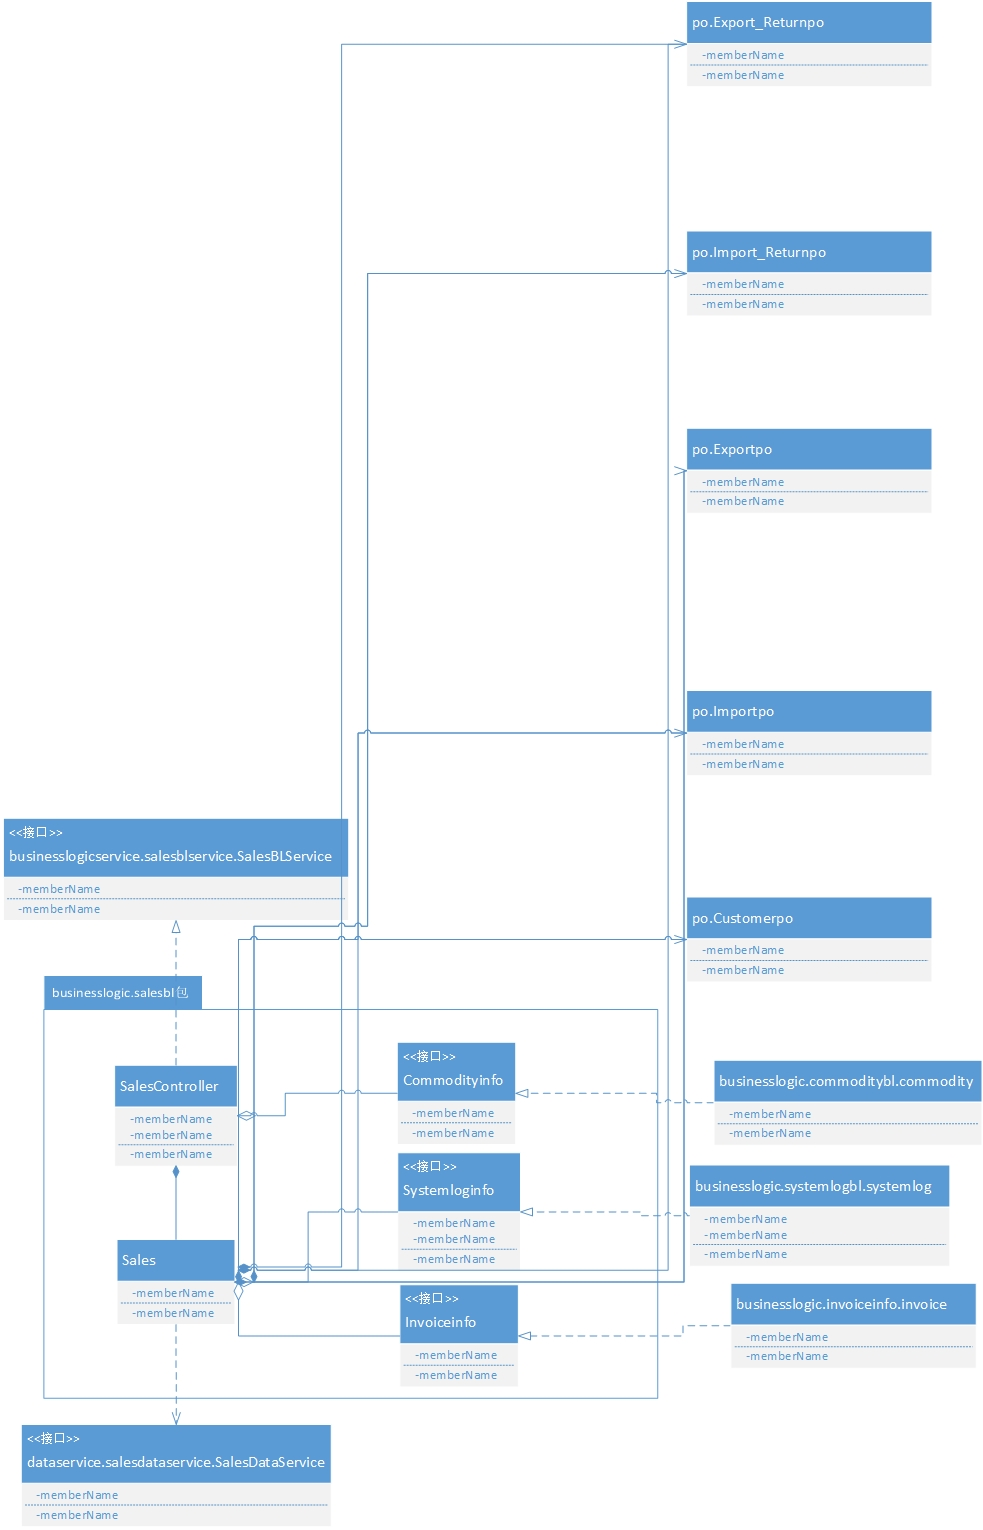 po.Export_Returnpo
-memberName
-memberName
po.Import_Returnpo
-memberName
-memberName
po.Exportpo
-memberName
-memberName
po.Importpo
-memberName
-memberName
<<接口>>
businesslogicservice.salesblservice.SalesBLService
-memberName
-memberName
po.Customerpo
-memberName
-memberName
businesslogic.salesbl包
SalesController
-memberName
-memberName
-memberName
<<接口>>
CommodityInfo
-memberName
-memberName
businesslogic.commoditybl.commodity
-memberName
-memberName
<<接口>>
Systemloginfo
-memberName
-memberName
-memberName
businesslogic.systemlogbl.systemlog
-memberName
-memberName
-memberName
Sales
-memberName
-memberName
<<接口>>
Invoiceinfo
-memberName
-memberName
businesslogic.invoiceinfo.invoice
-memberName
-memberName
<<接口>>
dataservice.salesdataservice.SalesDataService
-memberName
-memberName